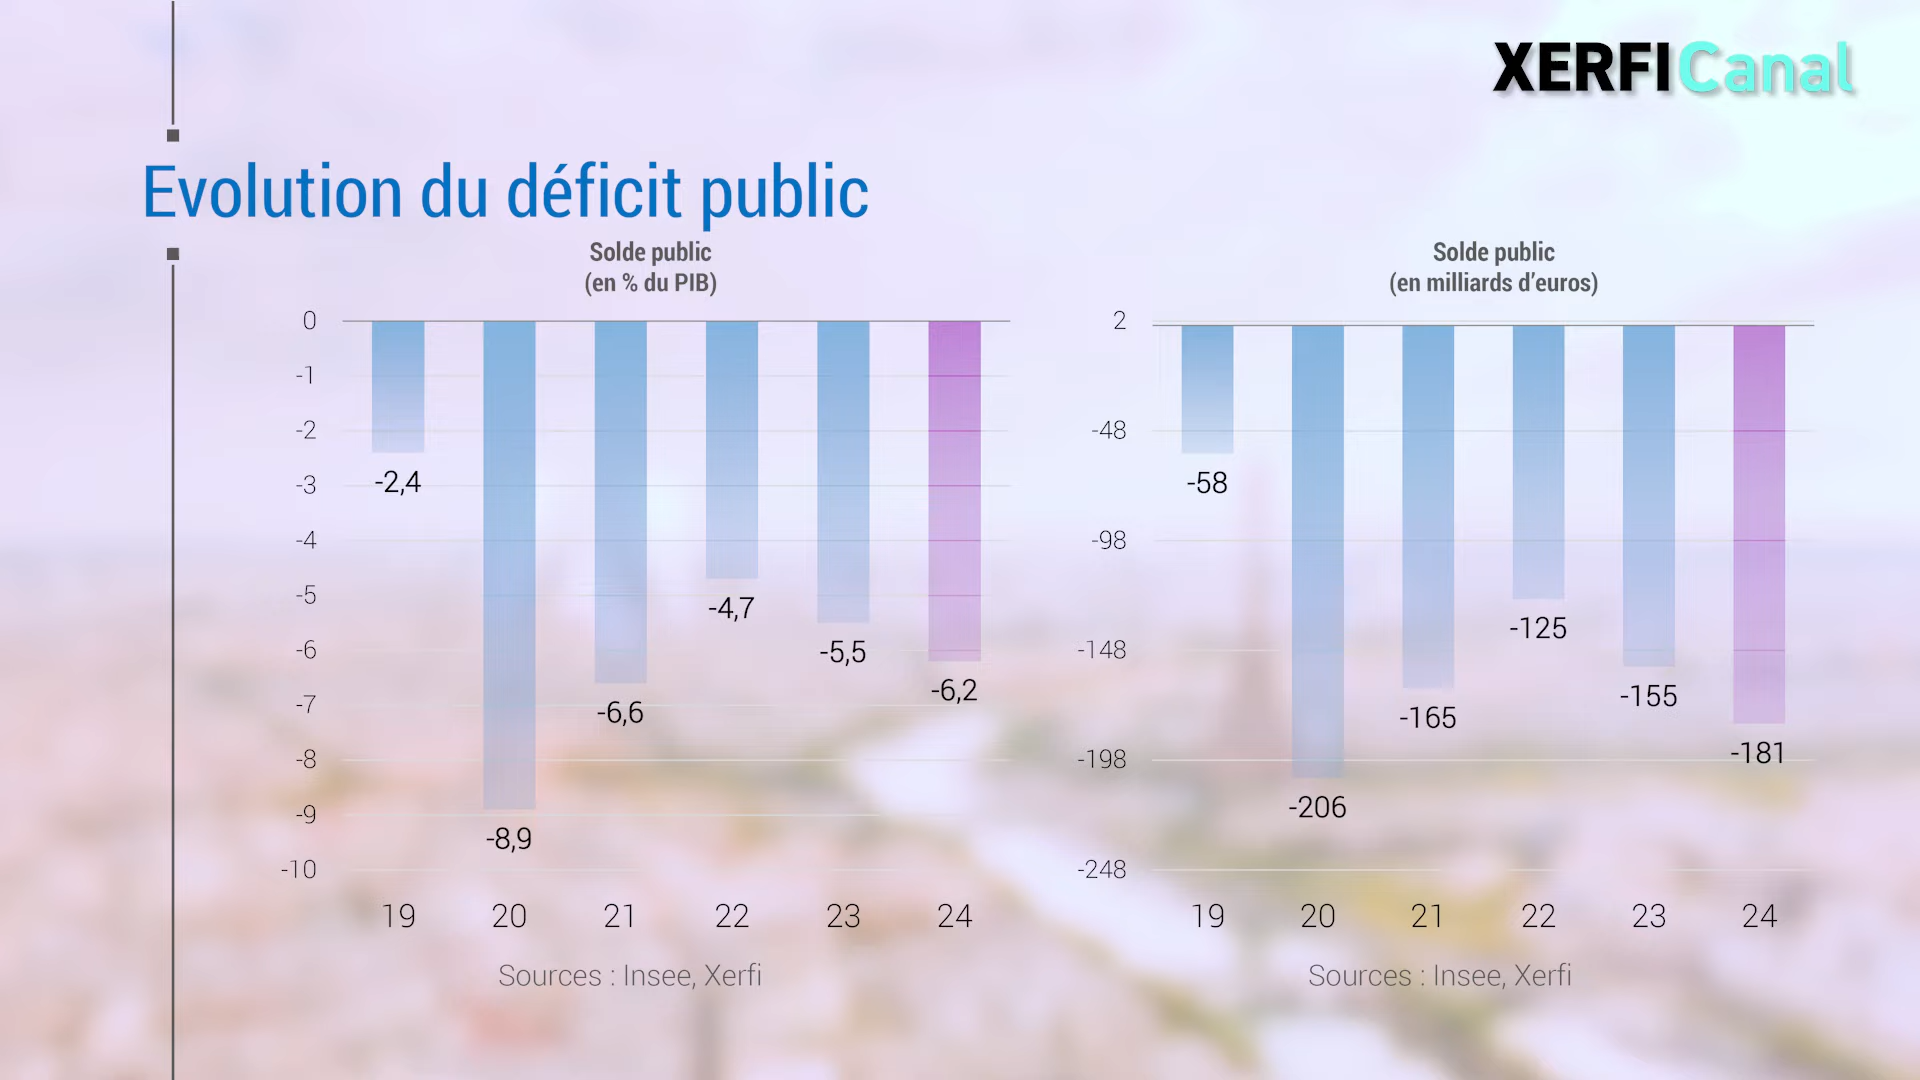 XERFI Canal
Evolution du déficit public
Solde public
(en % du PIB)
0
-1
-2
-3
-4
-5
-6
-7
-8
-9
-10
-2,4
-8,9
-6,6
-4,7
-5,5
-6,2
19 20 21 22 23 24
Sources : Insee, Xerfi
Solde public
(en milliards d’euros)
2
-48
-98
-148
-198
-248
-58
-206
-165
-125
-155
-181
19 20 21 22 23 24
Sources : Insee, Xerfi